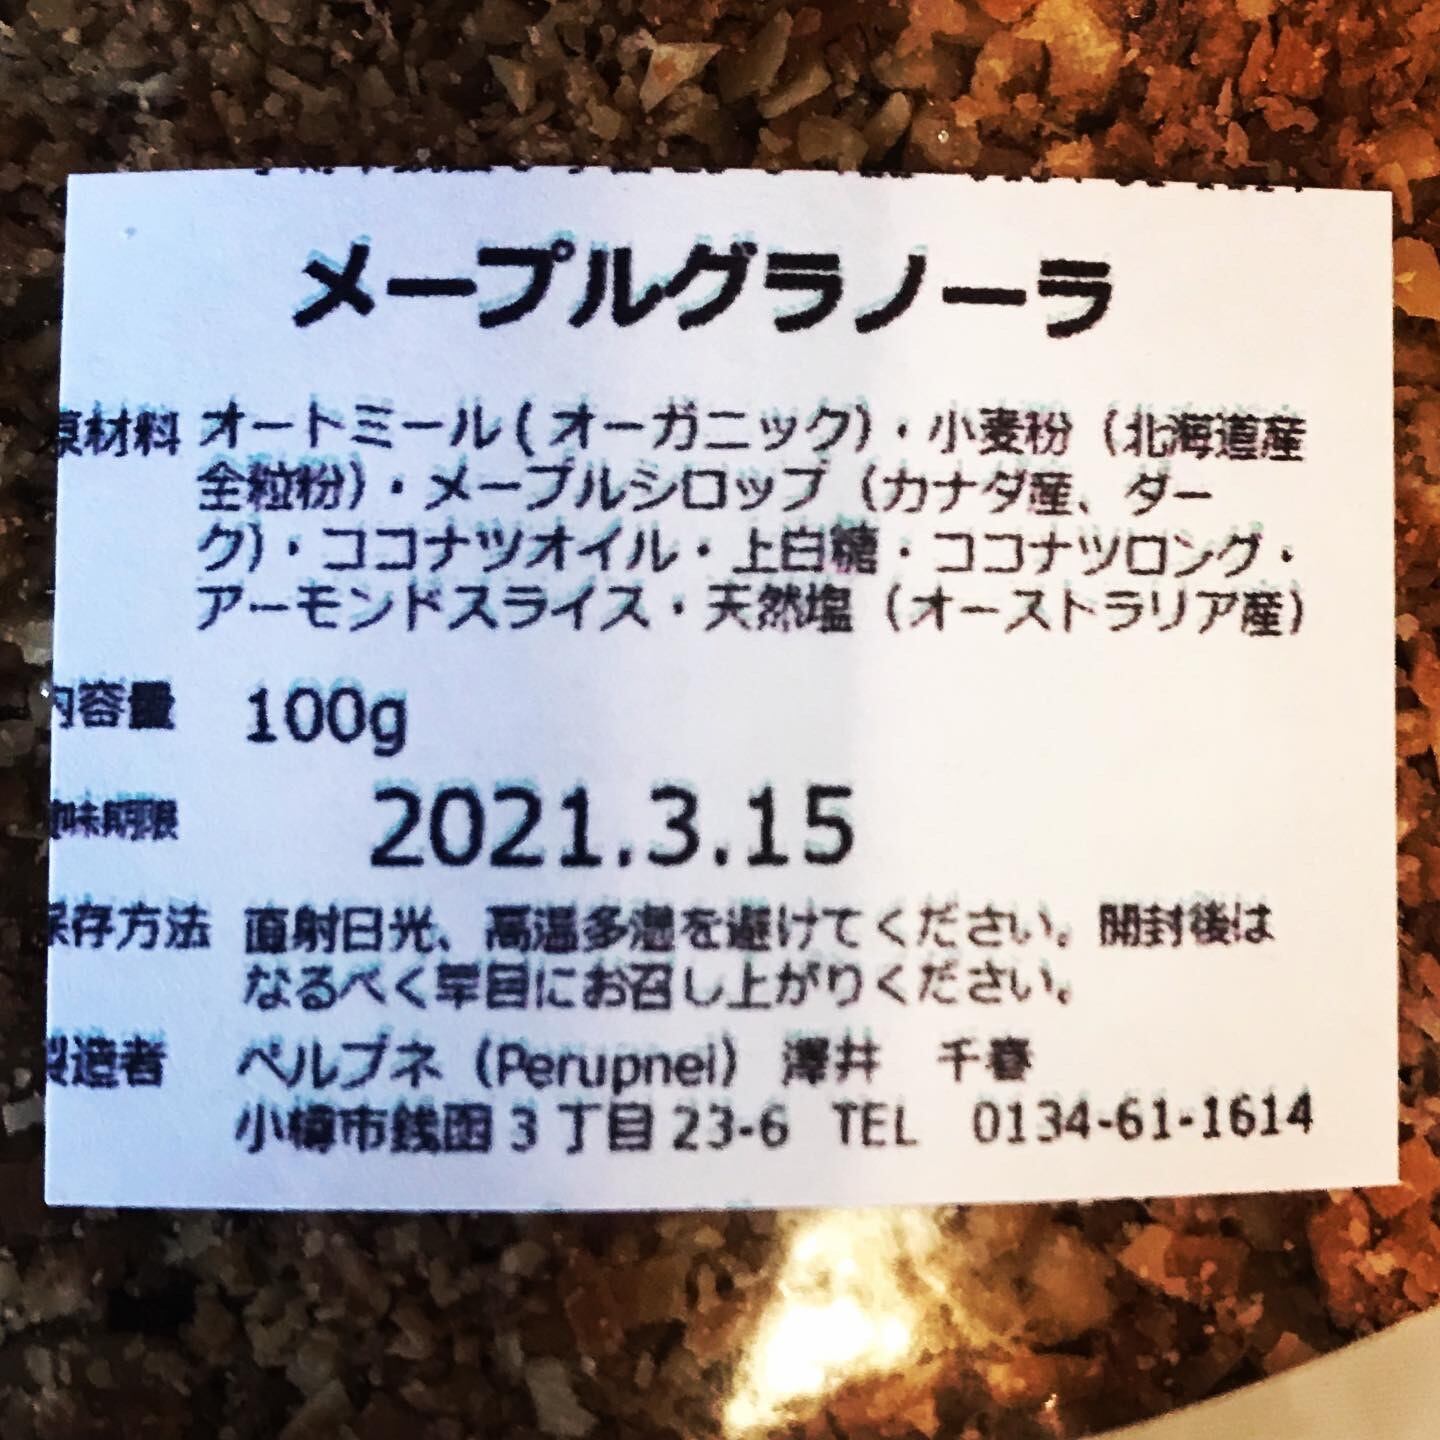 メープルグラノーラ
原材料 オートミール(オーガニック)・小麦粉（北海道産
全粒粉)・メープルシロップ（カナダ産、ダー
ク)・ココナツオイル・上白糖・ココナツロング・
アーモンドスライス・天然塩（オーストラリア産)
内容量 100g
賞味期限 2021.3.15
保存方法 直射日光、高温多湿を避けてください。開封後は
なるべく早目にお召し上がりください。
製造者 ペルプネ（Perupnei） 澤井 千春
小樽市銭函３丁目23-6 TEL 0134-61-1614